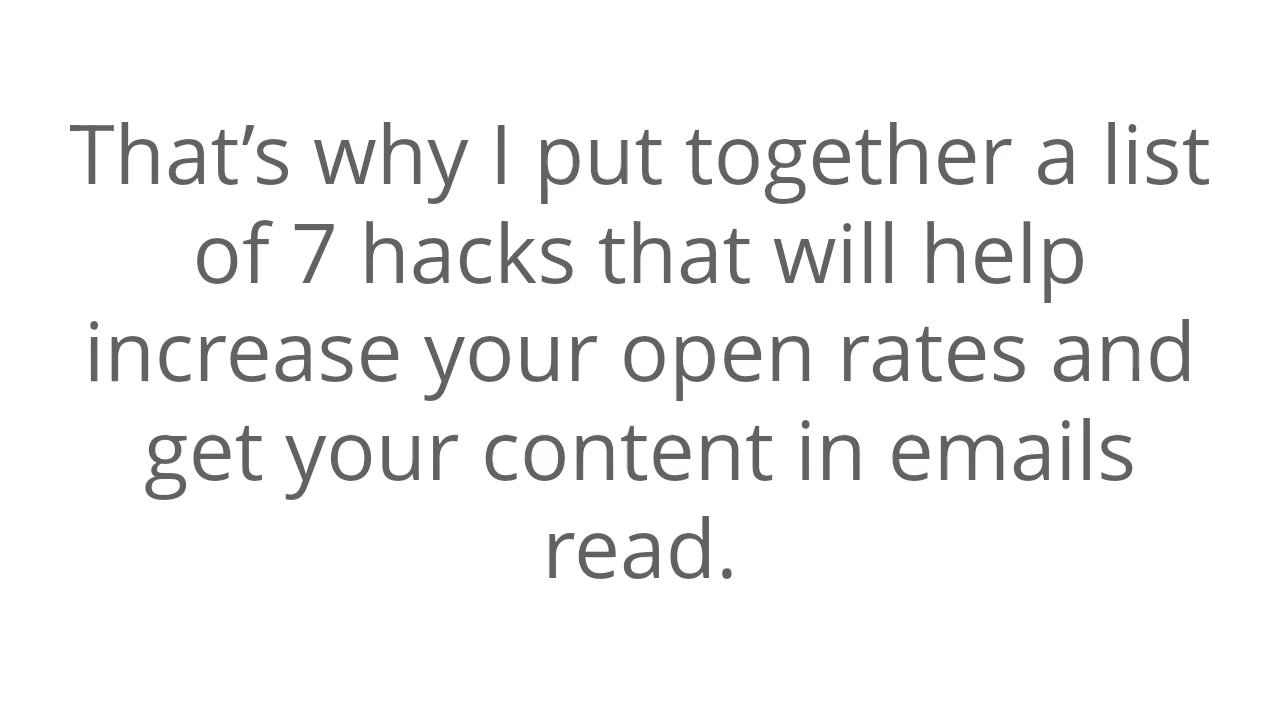 That’s why I put together a list
of 7 hacks that will help
increase your open rates and
get your content in emails
read.